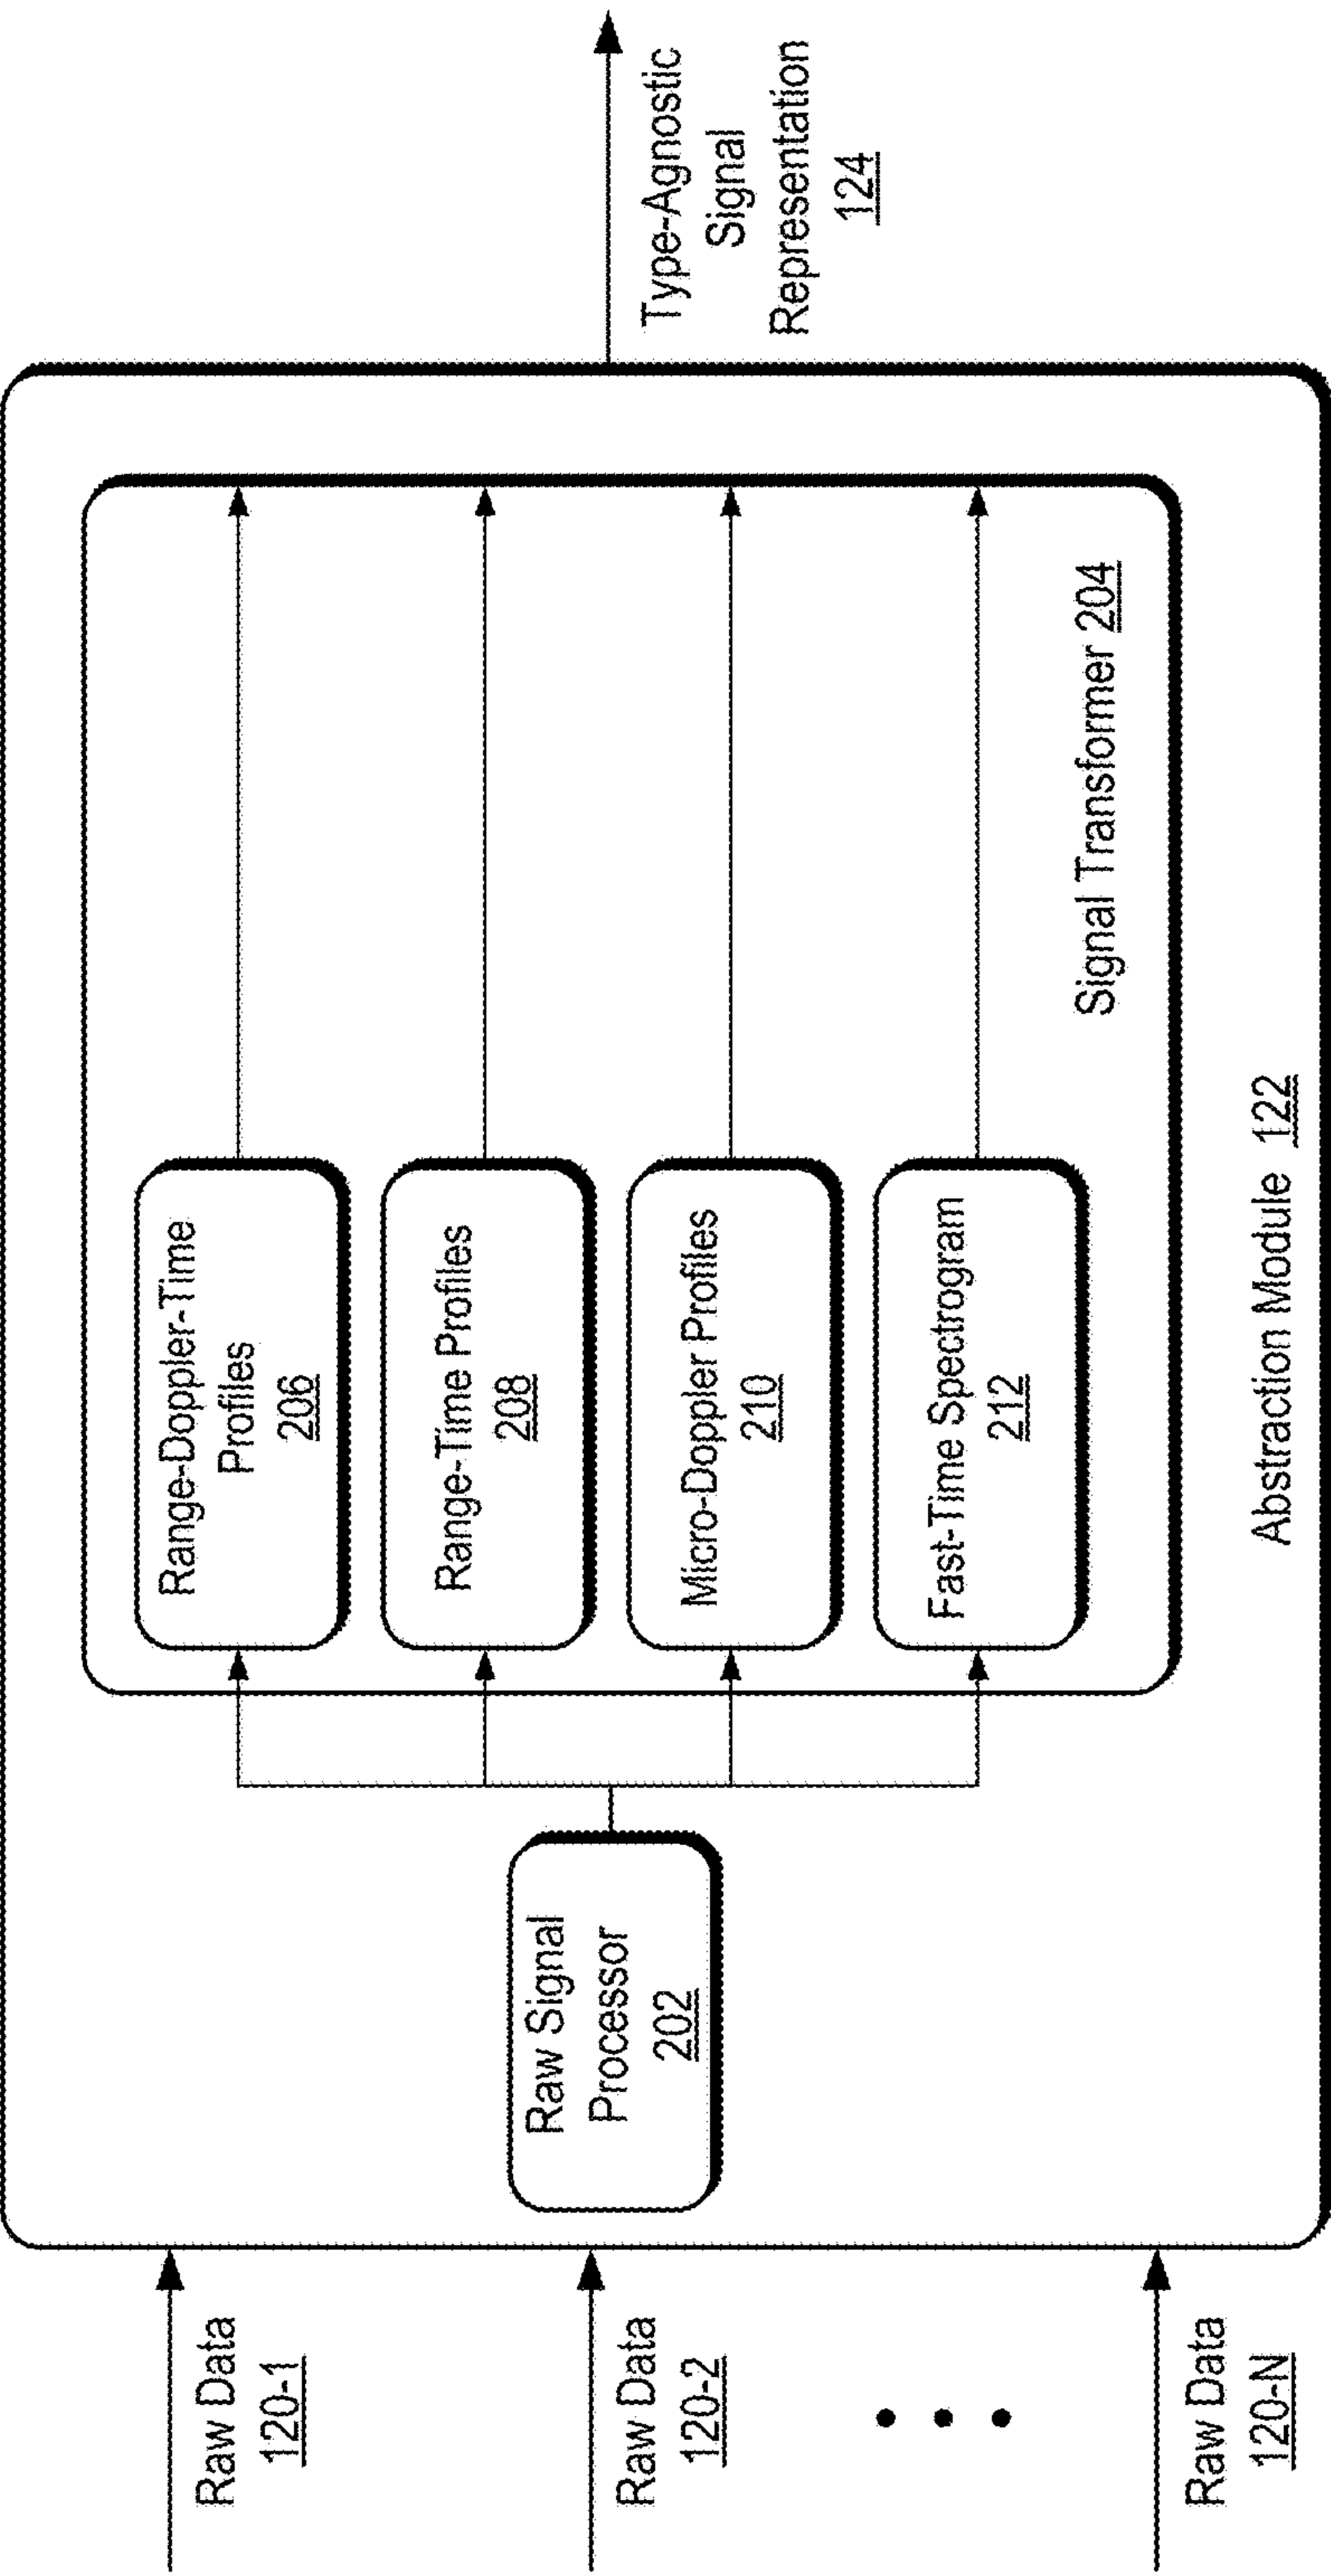 Raw Data
120-1
Raw Data
120-2
Raw Data
120-N
Raw Signal
Processor
202
Range-Doppler-Time
Profiles
206
Range-Time Profiles
208
Micro-Doppler Profiles
210
Fast-Time Spectrogram
212
Signal Transformer 204
Abstraction Module 122
Type-Agnostic
Signal
Representation
124